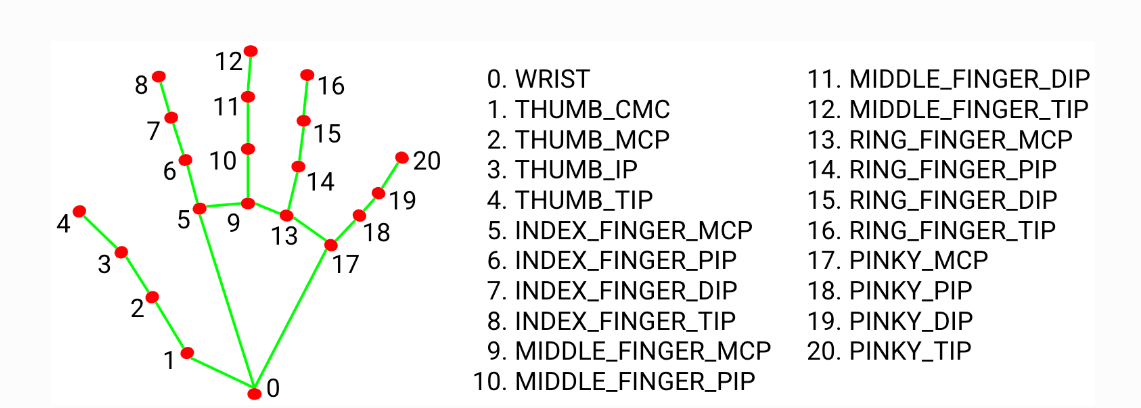 12
8
16
11
7
15
10
6
14
20
19
4
5
9
13
18
3
17
2
1
0
0. WRIST
1. THUMB_CMC
2. THUMB_MCP
3. THUMB_IP
4. THUMB_TIP
5. INDEX_FINGER_MCP
6. INDEX_FINGER_PIP
7. INDEX_FINGER_DIP
8. INDEX_FINGER_TIP
9. MIDDLE_FINGER_MCP
10. MIDDLE_FINGER_PIP
11. MIDDLE_FINGER_DIP
12. MIDDLE_FINGER_TIP
13. RING_FINGER_MCP
14. RING_FINGER_PIP
15. RING_FINGER_DIP
16. RING_FINGER_TIP
17. PINKY_MCP
18. PINKY_PIP
19. PINKY_DIP
20. PINKY_TIP